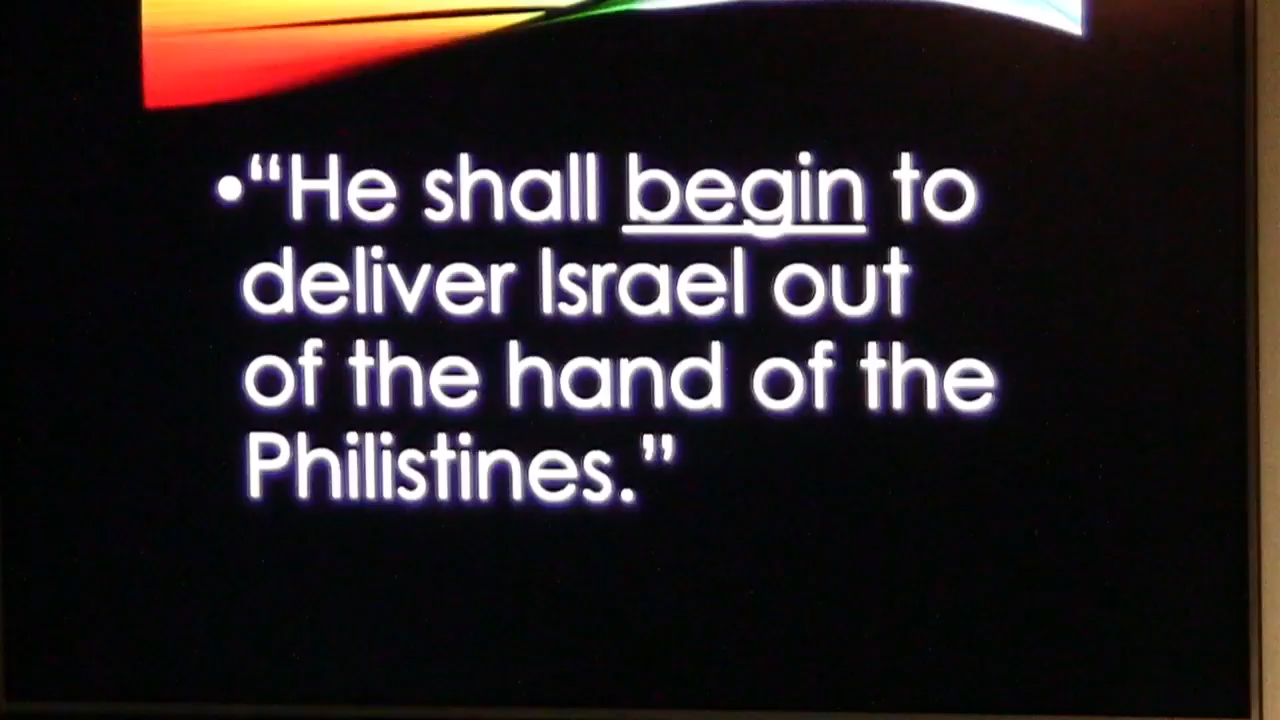 •“He shall begin to
deliver Israel out
of the hand of the
Philistines.”